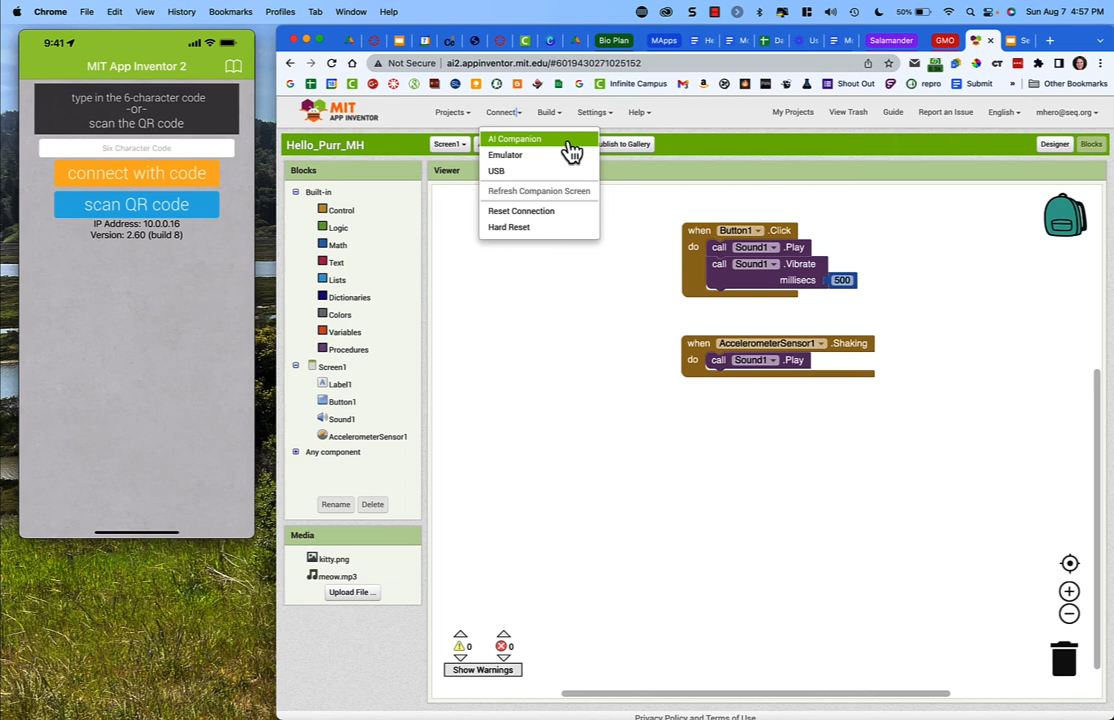 Chrome File Edit View History Bookmarks Profiles Tab Window Help
50% Sun Aug 7 4:57 PM
9:41
MIT App Inventor 2
type in the 6-character code
-or-
scan the QR code
Six Character Code
connect with code
scan QR code
IP Address: 10.0.0.16
Version: 2.60 (build 8)
Bio Plan MApps Salamander GMO
Not Secure ai2.appinventor.mit.edu/#6019430271025152
Infinite Campus Shout Out repro Submit Other Bookmarks
MIT
APP INVENTOR
Projects Connect Build Settings Help My Projects View Trash Guide Report an Issue English mhero@seq.org
Hello_Purr_MH Screen1 ublish to Gallery Designer Blocks
AI Companion
Emulator
USB
Refresh Companion Screen
Reset Connection
Hard Reset
Blocks
Built-in
Control
Logic
Math
Text
Lists
Dictionaries
Colors
Variables
Procedures
Screen1
Label1
Button1
Sound1
AccelerometerSensor1
Any component
Rename Delete
Media
kitty.png
meow.mp3
Upload File ...
Viewer
when Button1 .Click
do call Sound1 .Play
call Sound1 .Vibrate
millisecs 500
when AccelerometerSensor1 .Shaking
do call Sound1 .Play
0 0
Show Warnings
Privacy Policy and Terms of Use